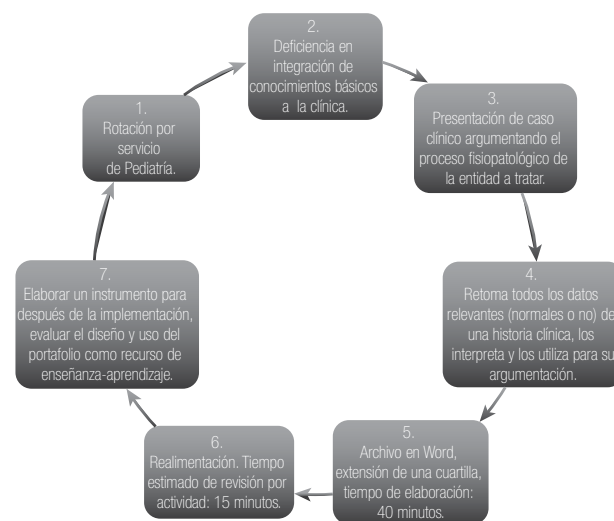 1.
Rotación por
servicio
de Pediatría.
2.
Deficiencia en
integración de
conocimientos básicos
a la clínica.
3.
Presentación de caso
clínico argumentando el
proceso fisiopatológico de
la entidad a tratar.
4.
Retoma todos los datos
relevantes (normales o no) de
una historia clínica, los
interpreta y los utiliza para su
argumentación.
5.
Archivo en Word,
extensión de una cuartilla,
tiempo de elaboración:
40 minutos.
6.
Realimentación. Tiempo
estimado de revisión por
actividad: 15 minutos.
7.
Elaborar un instrumento para
después de la implementación,
evaluar el diseño y uso del
portafolio como recurso de
enseñanza-aprendizaje.